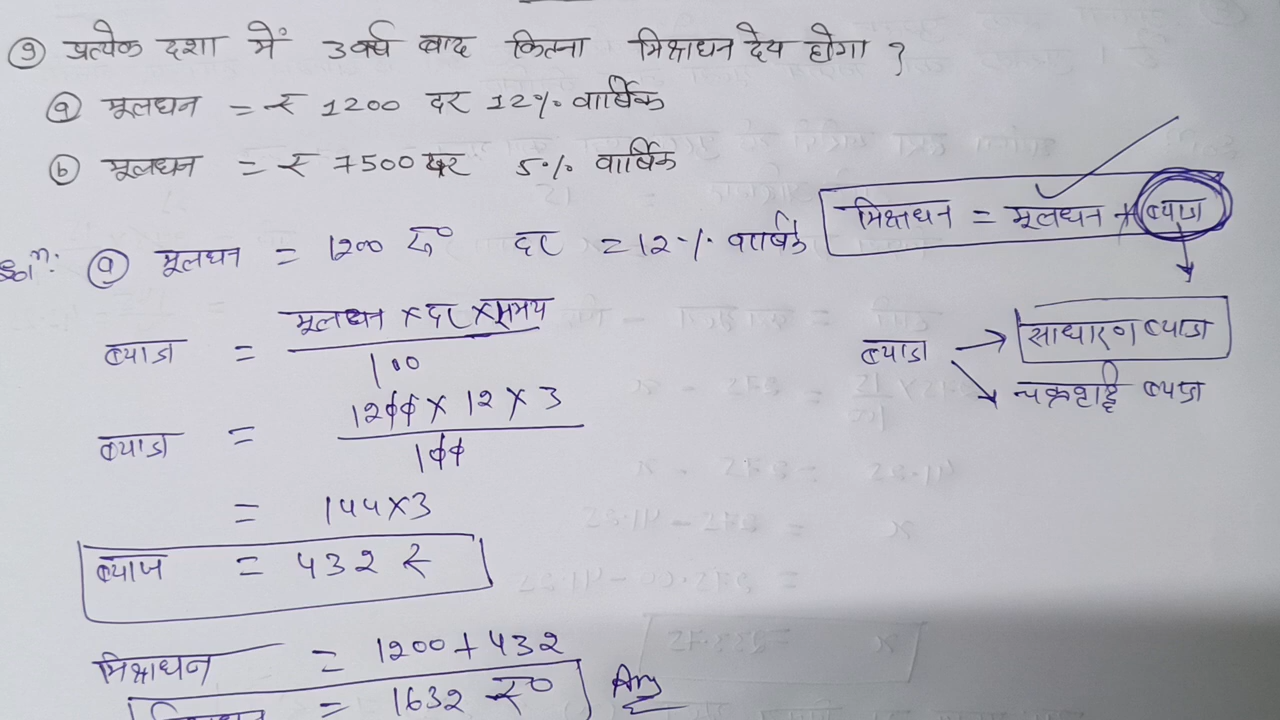 ⑨ प्रत्येक दशा में 3 वर्ष बाद कितना मिश्रधन देय होगा ?
ⓐ मूलधन = ₹ 1200 दर 12% वार्षिक
ⓑ मूलधन = ₹ 7500 दर 5% वार्षिक
मिश्रधन = मूलधन + ब्याज
Solⁿ: ⓐ मूलधन = 1200 रु० दर = 12% वार्षिक
ब्याज = मूलधन × दर × समय
100
ब्याज → साधारण ब्याज
→ चक्रवृद्धि ब्याज
ब्याज = 1200 × 12 × 3
100
= 144 × 3
ब्याज = 432 ₹
मिश्रधन = 1200 + 432
= 1632 रु० Ans